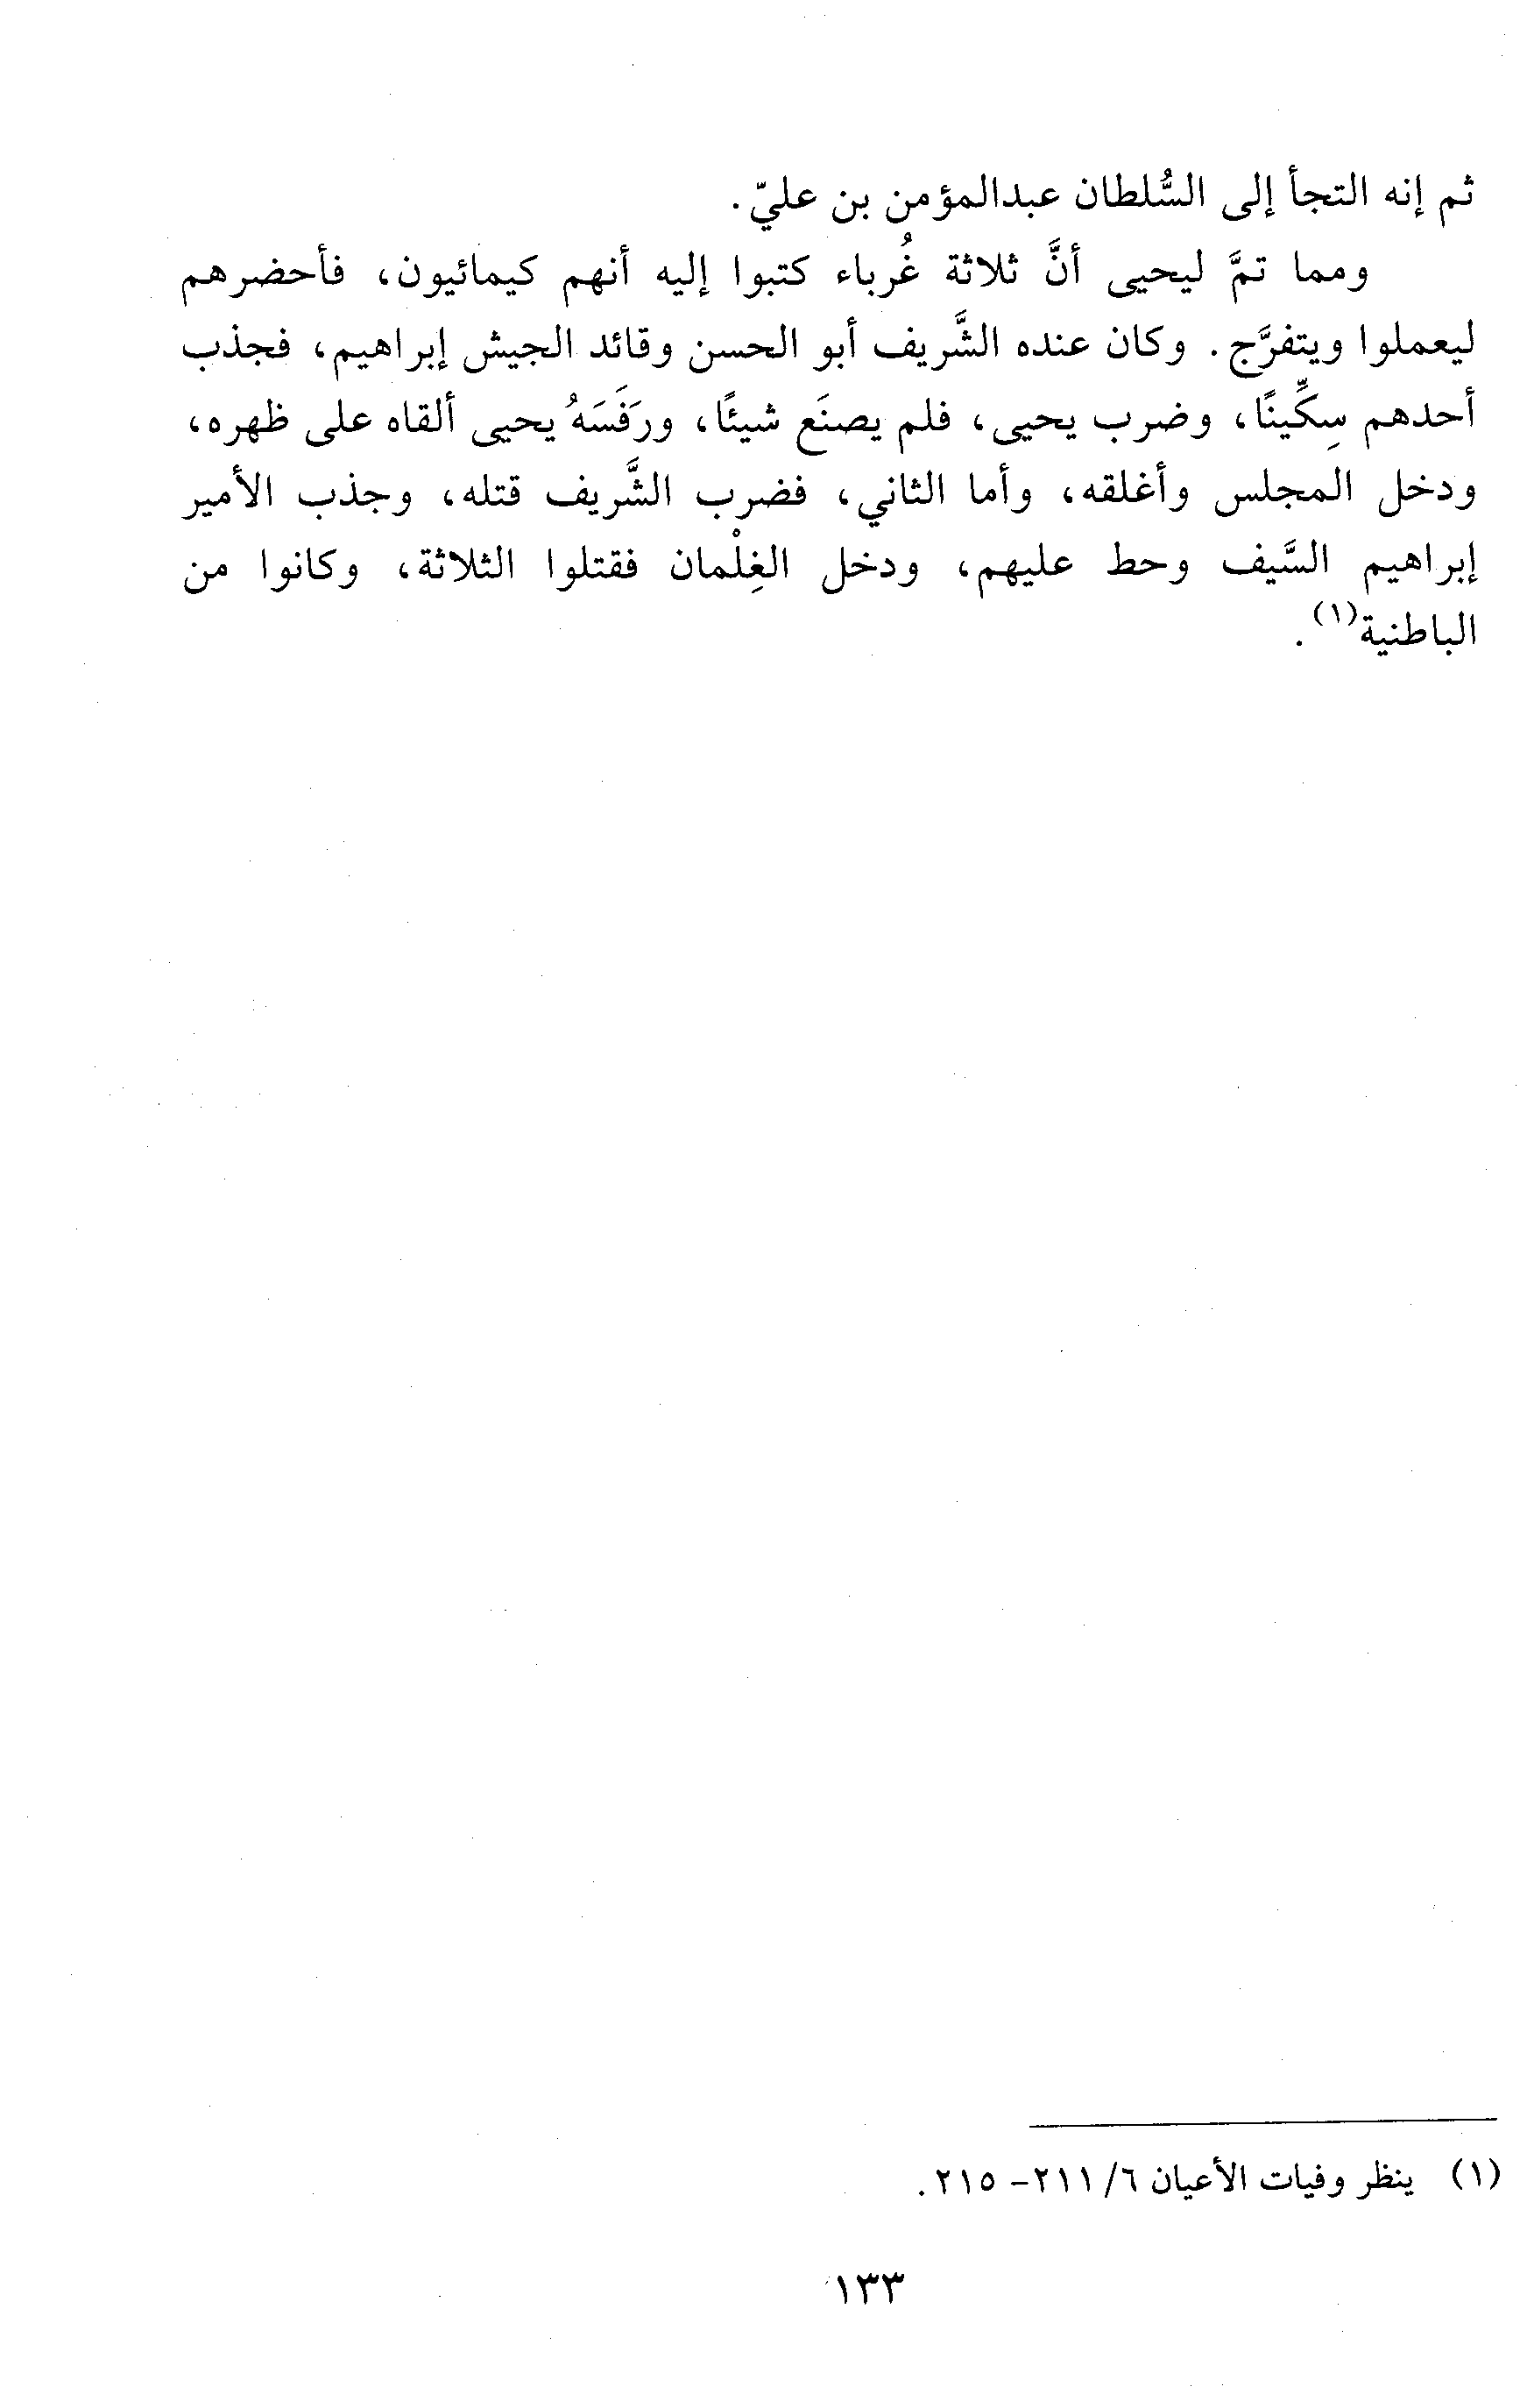 ثم إنه التجأ إلى السُّلطان عبدالمؤمن بن عليّ.
ومما تمَّ ليحيى أنَّ ثلاثة غُرباء كتبوا إليه أنهم كيمائيون، فأحضرهم
ليعملوا ويتفرَّج. وكان عنده الشَّريف أبو الحسن وقائد الجيش إبراهيم، فجذب
أحدهم سِكِّينًا، وضرب يحيى، فلم يصنَع شيئًا، ورَفَسَهُ يحيى ألقاه على ظهره،
ودخل المجلس وأغلقه، وأما الثاني، فضرب الشَّريف قتله، وجذب الأمير
إبراهيم السَّيف وحط عليهم، ودخل الغِلْمان فقتلوا الثلاثة، وكانوا من
الباطنية(١).
(١) ينظر وفيات الأعيان ٦/ ٢١١- ٢١٥.
١٣٣